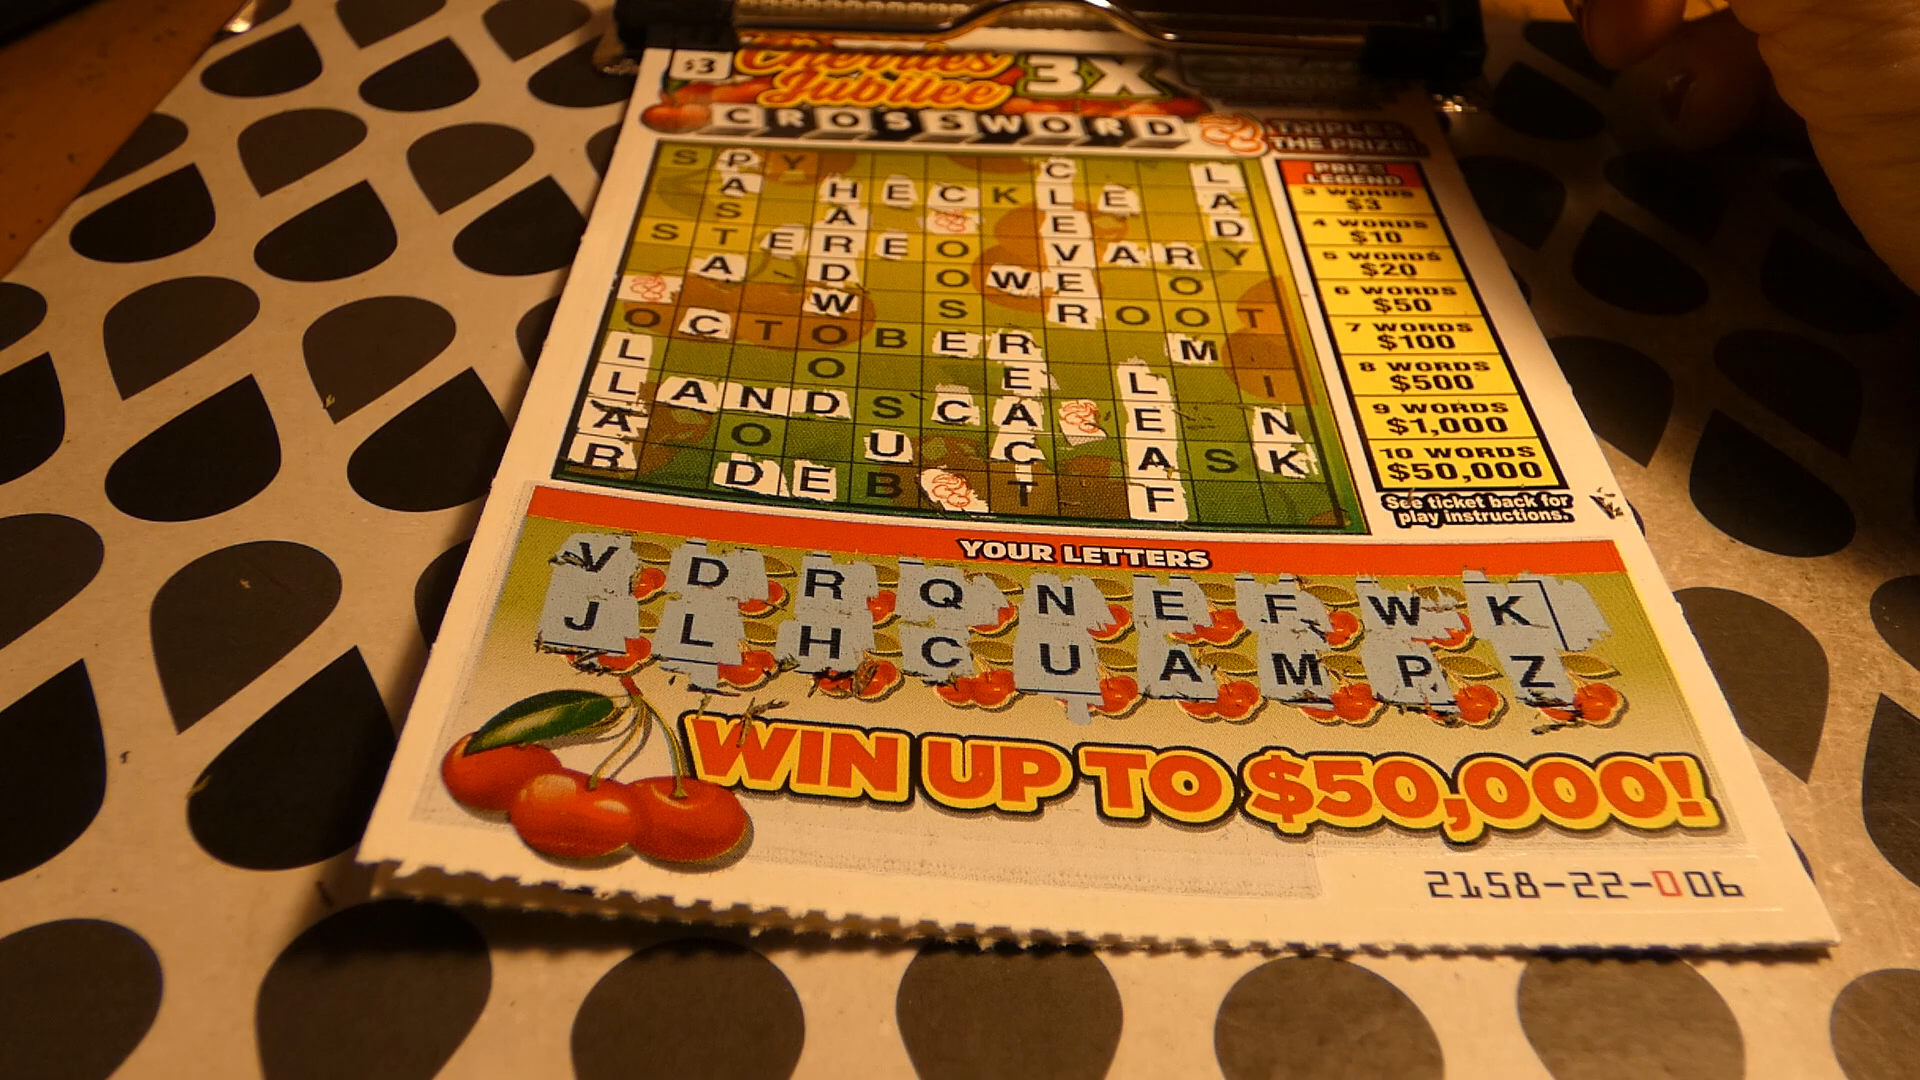 $3
Cherries
Jubilee
3X
CROSSWORD
TRIPLES
THE PRIZE!
S P Y C L
A H E C K L E A
S A E D
S T E R E O V A R Y
A D O W E O
W S R O O T
O C T O B E R M
L O E L I
L A N D S C A E N
A O U C A S K
R D E B T F
PRIZE
LEGEND
3 WORDS
$3
4 WORDS
$10
5 WORDS
$20
6 WORDS
$50
7 WORDS
$100
8 WORDS
$500
9 WORDS
$1,000
10 WORDS
$50,000
See ticket back for
play instructions.
YOUR LETTERS
V D R Q N E F W K
J L H C U A M P Z
WIN UP TO $50,000!
2158-22-006